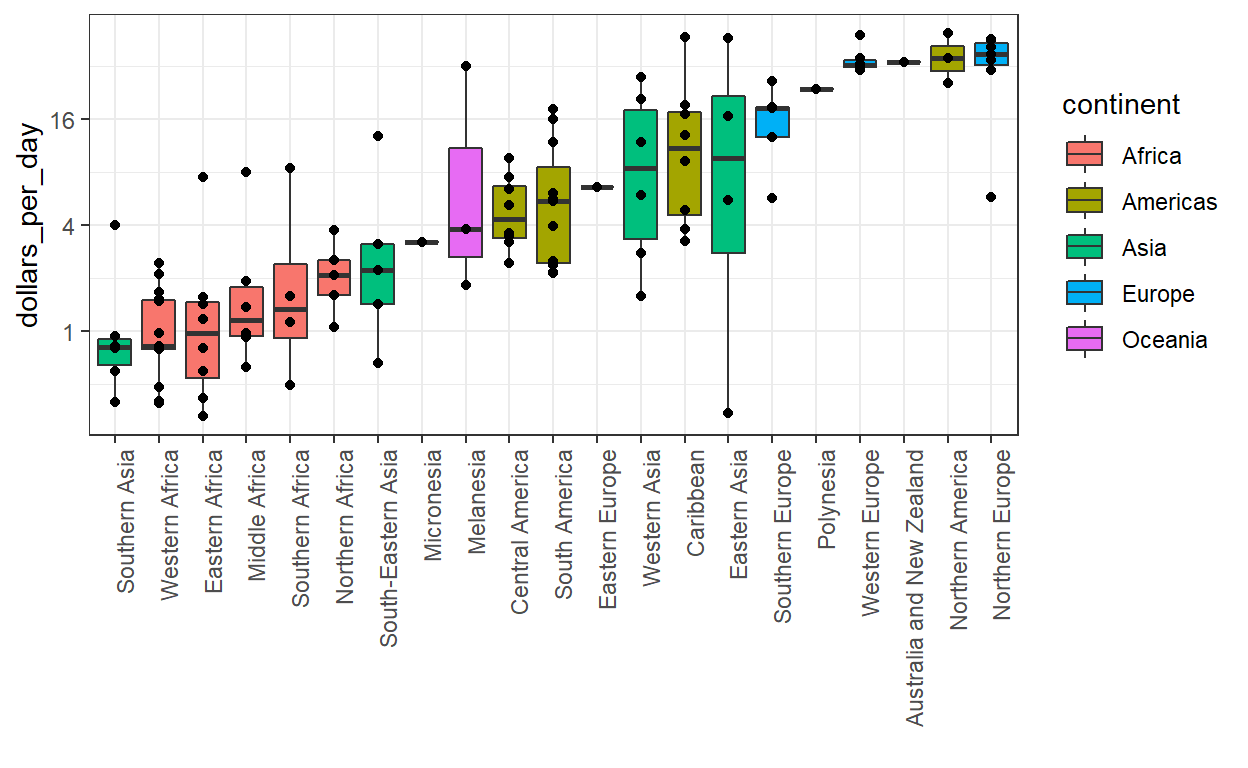 dollars_per_day
16
4
1
Southern Asia
Western Africa
Eastern Africa
Middle Africa
Southern Africa
Northern Africa
South-Eastern Asia
Micronesia
Melanesia
Central America
South America
Eastern Europe
Western Asia
Caribbean
Eastern Asia
Southern Europe
Polynesia
Western Europe
Australia and New Zealand
Northern America
Northern Europe
continent
Africa
Americas
Asia
Europe
Oceania